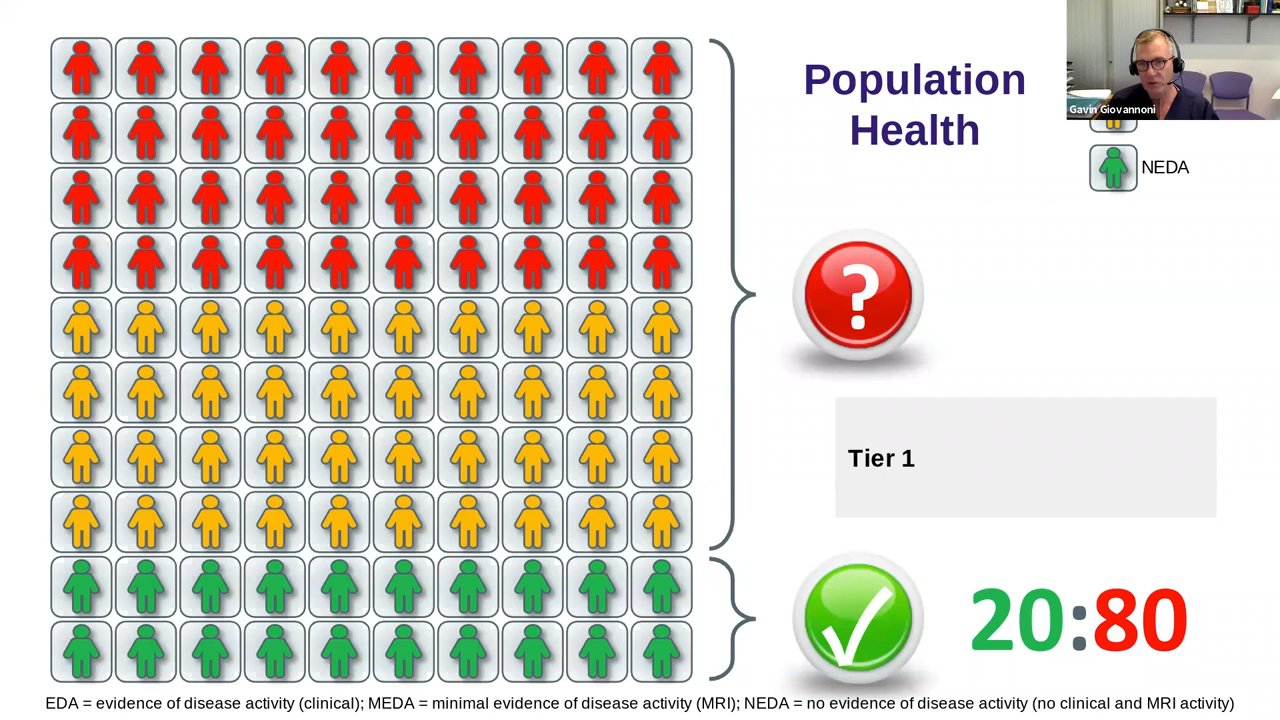 Population
Health
Gavin Giovannoni
NEDA
?
Tier 1
20:80
EDA = evidence of disease activity (clinical); MEDA = minimal evidence of disease activity (MRI); NEDA = no evidence of disease activity (no clinical and MRI activity)